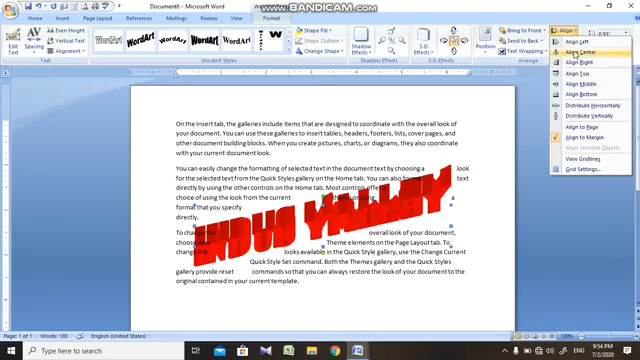 Document6 - Microsoft Word
www.BANDICAM.com
Home
Insert
Page Layout
References
Mailings
Review
View
Format
Edit Text
Spacing
Even Height
Vertical Text
Align Text
Text
WordArt
WordArt
WordArt
WordArt Styles
Shape Fill
Shape Outline
Change Shape
Shadow Effects
3-D Effects
Position
Bring to Front
Send to Back
Text Wrapping
Arrange
Align
0.93"
Align Left
Align Center
Align Right
Align Top
Align Middle
Align Bottom
Distribute Horizontally
Distribute Vertically
Align to Page
Align to Margin
Align Selected Objects
View Gridlines
Grid Settings...
On the Insert tab, the galleries include items that are designed to coordinate with the overall look of
your document. You can use these galleries to insert tables, headers, footers, lists, cover pages, and
other document building blocks. When you create pictures, charts, or diagrams, they also coordinate
with your current document look.
You can easily change the formatting of selected text in the document text by choosing a look
for the selected text from the Quick Styles gallery on the Home tab. You can also format text
directly by using the other controls on the Home tab. Most controls offer
choice of using the look from the current a
format that you specify
directly.
INDUS VALLEY
To change the overall look of your document,
choose new Theme elements on the Page Layout tab. To
change the looks available in the Quick Style gallery, use the Change Current
Quick Style Set command. Both the Themes gallery and the Quick Styles
gallery provide reset commands so that you can always restore the look of your document to the
original contained in your current template.
Page: 1 of 1
Words: 185
English (United States)
100%
Type here to search
ENG
9:54 PM
7/2/2020